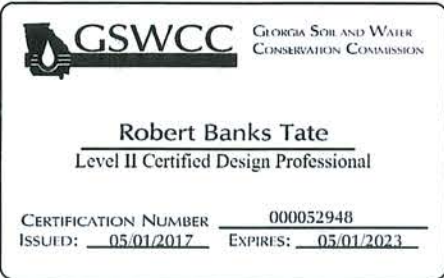 GSWCC
GEORGIA SOIL AND WATER
CONSERVATION COMMISSION
Robert Banks Tate
Level II Certified Design Professional
CERTIFICATION NUMBER 000052948
ISSUED: 05/01/2017 EXPIRES: 05/01/2023